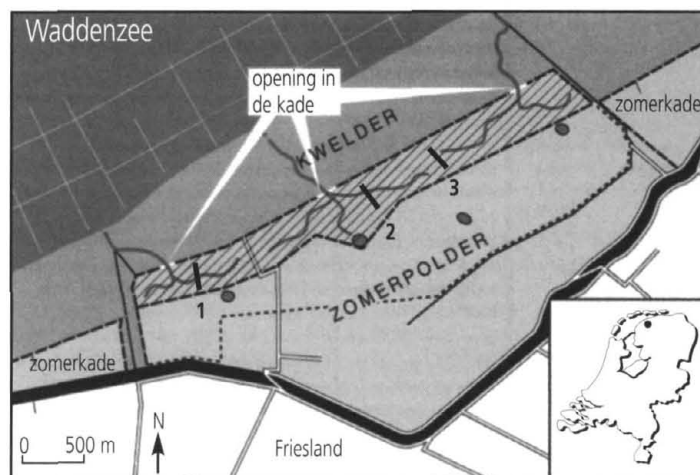 Waddenzee
opening in
de kade
KWELDER
zomerkade
3
2
ZOMERPOLDER
1
zomerkade
0 500 m
N
Friesland